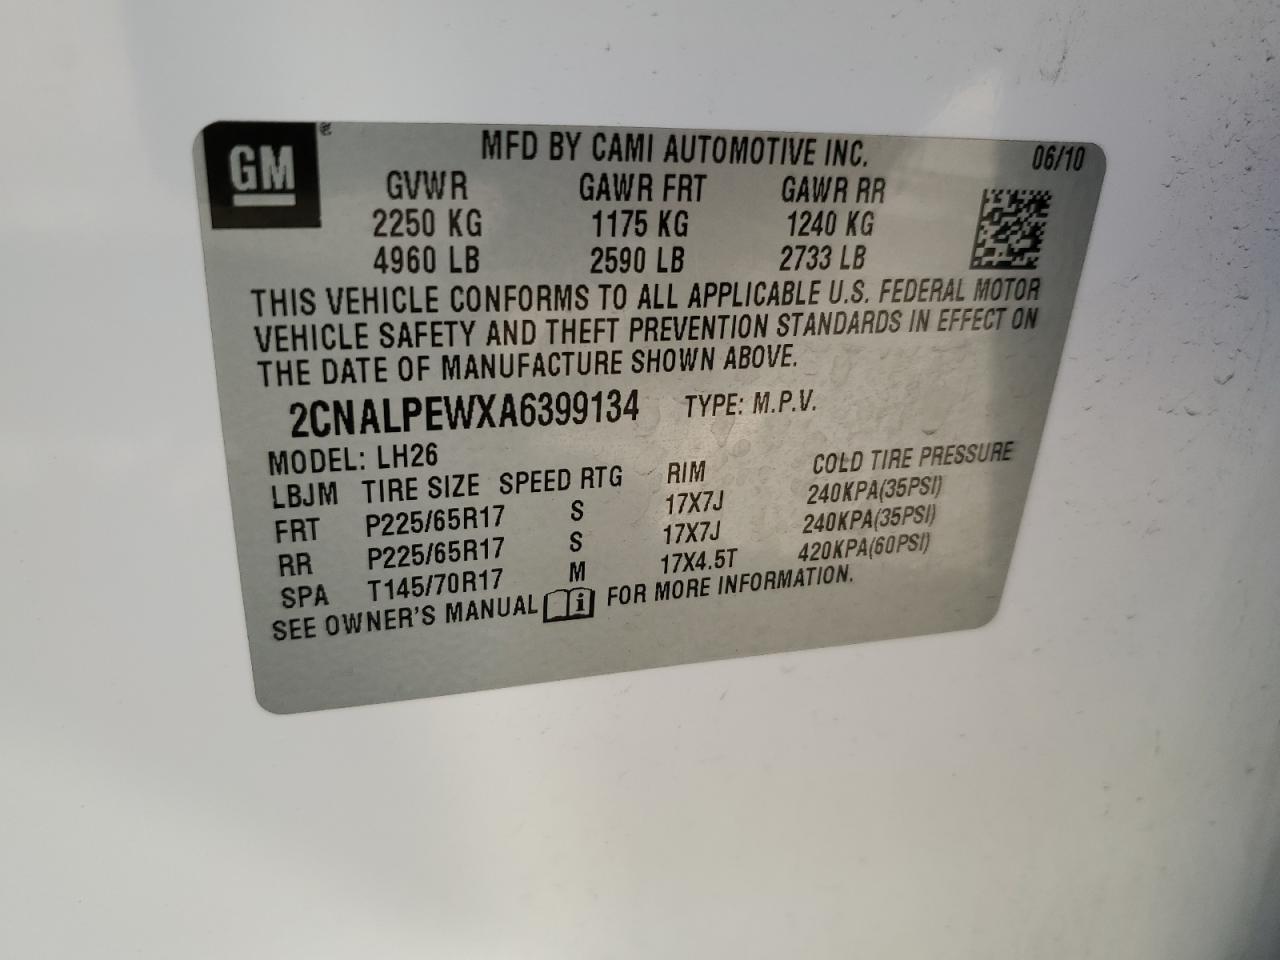 GM ®
MFD BY CAMI AUTOMOTIVE INC. 06/10
GVWR GAWR FRT GAWR RR
2250 KG 1175 KG 1240 KG
4960 LB 2590 LB 2733 LB
THIS VEHICLE CONFORMS TO ALL APPLICABLE U.S. FEDERAL MOTOR
VEHICLE SAFETY AND THEFT PREVENTION STANDARDS IN EFFECT ON
THE DATE OF MANUFACTURE SHOWN ABOVE.
2CNALPEWXA6399134 TYPE: M.P.V.
MODEL: LH26
LBJM TIRE SIZE SPEED RTG RIM COLD TIRE PRESSURE
FRT P225/65R17 S 17X7J 240KPA(35PSI)
RR P225/65R17 S 17X7J 240KPA(35PSI)
SPA T145/70R17 M 17X4.5T 420KPA(60PSI)
SEE OWNER'S MANUAL i FOR MORE INFORMATION.